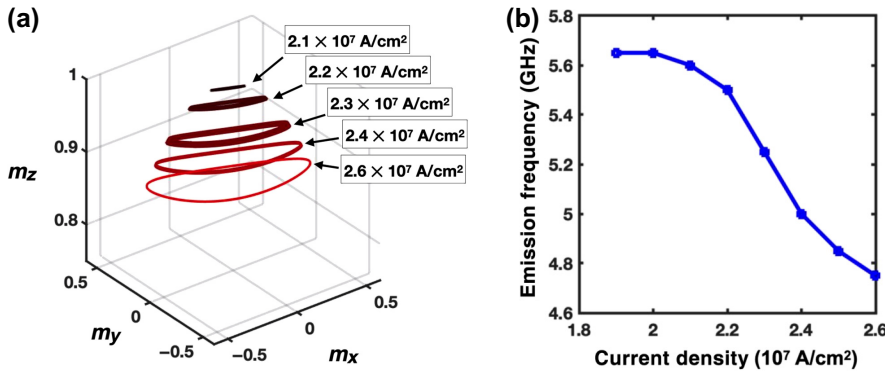 (a)
2.1 × 10⁷ A/cm²
2.2 × 10⁷ A/cm²
2.3 × 10⁷ A/cm²
2.4 × 10⁷ A/cm²
2.6 × 10⁷ A/cm²
1
0.9
0.8
mz
0.5
0
-0.5
my
-0.5
0
0.5
mx
(b)
5.8
5.6
5.4
5.2
5
4.8
4.6
Emission frequency (GHz)
1.8
2
2.2
2.4
2.6
Current density (10⁷ A/cm²)